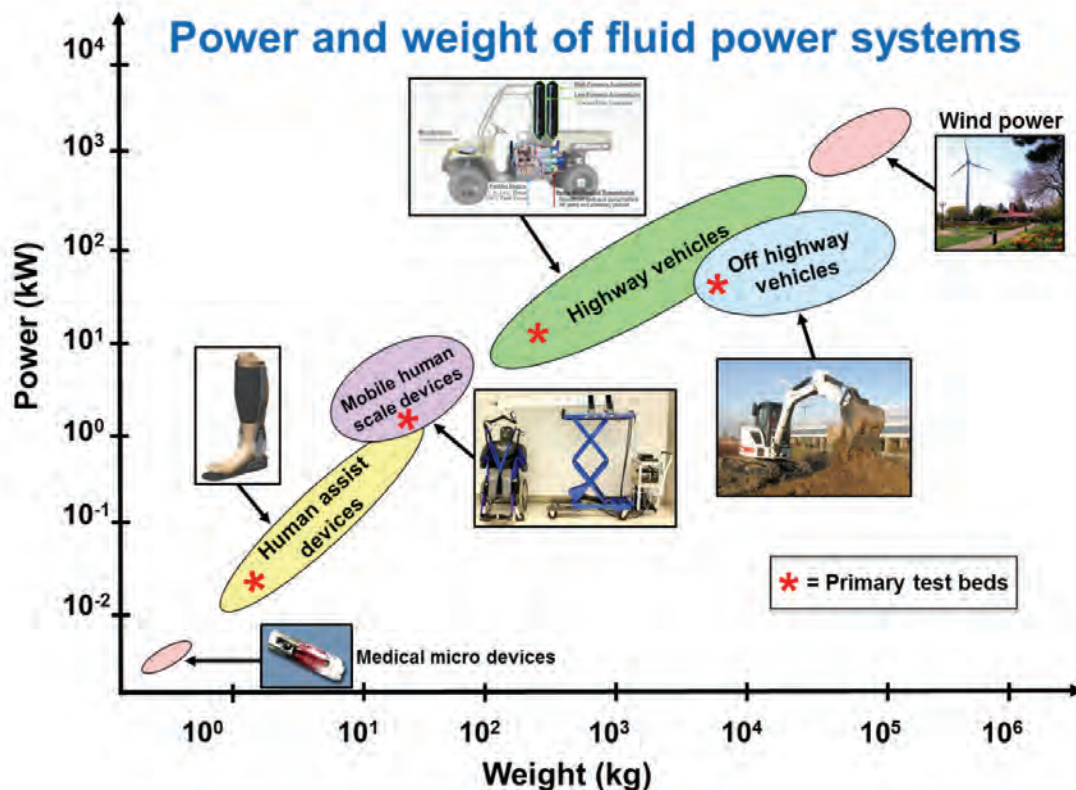 Power and weight of fluid power systems
Power (kW)
10⁴
10³
10²
10¹
10⁰
10⁻¹
10⁻²
Wind power
Highway vehicles
Off highway
vehicles
Mobile human
scale devices
Human assist
devices
* = Primary test beds
Medical micro devices
10⁰
10¹
10²
10³
10⁴
10⁵
10⁶
Weight (kg)